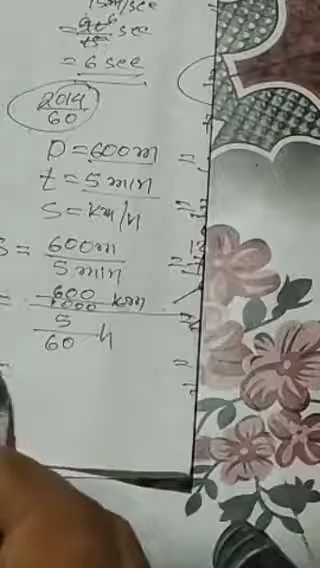 15m/sec
= 90 6 / 15 sec
= 6 sec
2014
60
D = 600m
t = 5 min
S = km/h
S = 600m
5 min
= 600 / 1000 km
5 / 60 h